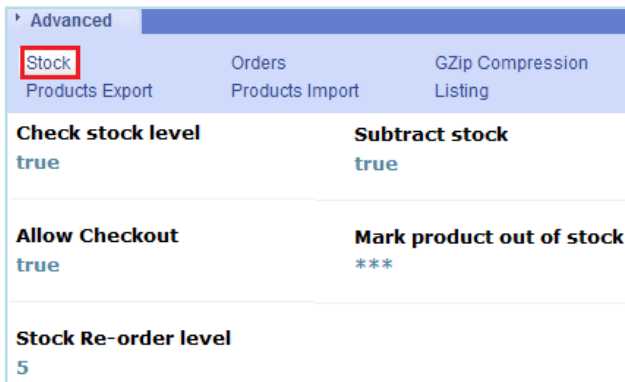 Advanced
Stock Orders GZip Compression
Products Export Products Import Listing
Check stock level Subtract stock
true true
Allow Checkout Mark product out of stock
true ***
Stock Re-order level
5